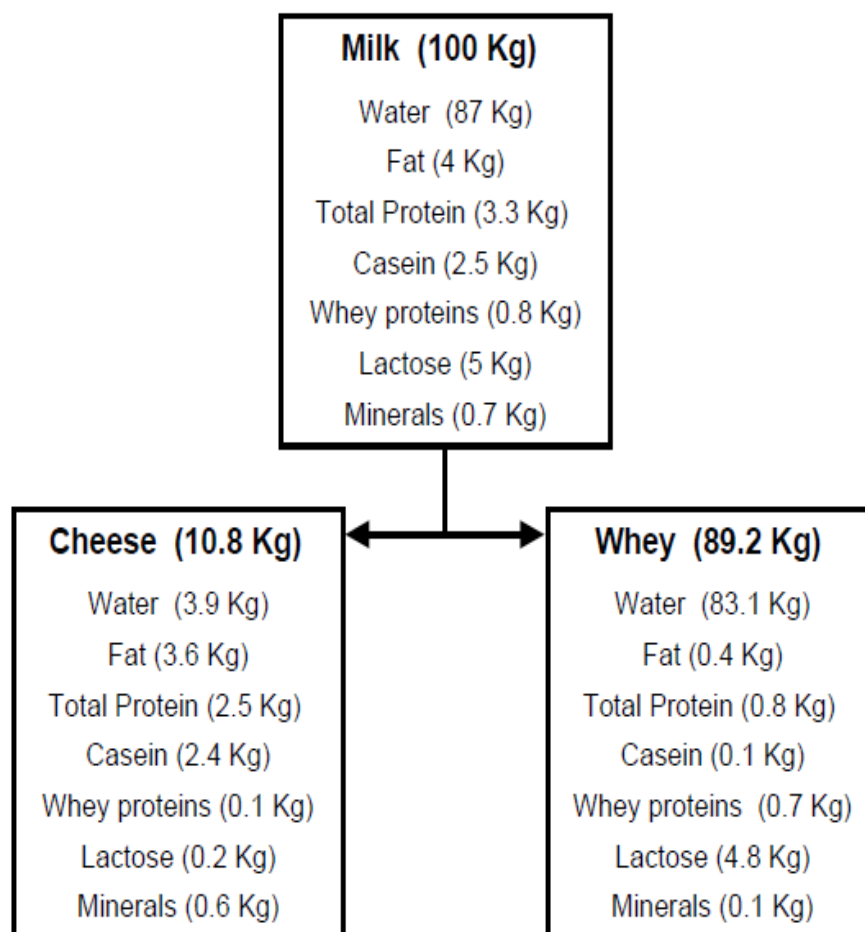 Milk (100 Kg)
Water (87 Kg)
Fat (4 Kg)
Total Protein (3.3 Kg)
Casein (2.5 Kg)
Whey proteins (0.8 Kg)
Lactose (5 Kg)
Minerals (0.7 Kg)
Cheese (10.8 Kg)
Water (3.9 Kg)
Fat (3.6 Kg)
Total Protein (2.5 Kg)
Casein (2.4 Kg)
Whey proteins (0.1 Kg)
Lactose (0.2 Kg)
Minerals (0.6 Kg)
Whey (89.2 Kg)
Water (83.1 Kg)
Fat (0.4 Kg)
Total Protein (0.8 Kg)
Casein (0.1 Kg)
Whey proteins (0.7 Kg)
Lactose (4.8 Kg)
Minerals (0.1 Kg)